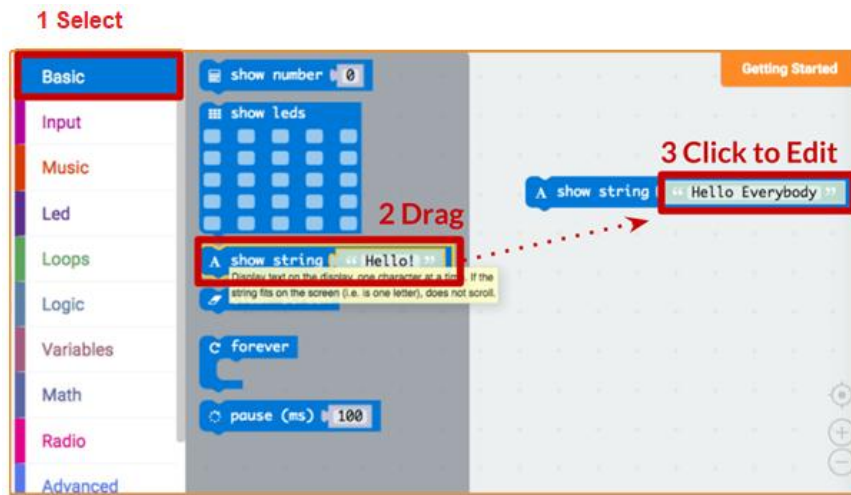 1 Select
Basic
Input
Music
Led
Loops
Logic
Variables
Math
Radio
Advanced
show number 0
show leds
2 Drag
A show string “ Hello! ”
Display text on the display, one character at a time. If the
string fits on the screen (i.e. is one letter), does not scroll.
forever
pause (ms) 100
Getting Started
3 Click to Edit
A show string “ Hello Everybody ”